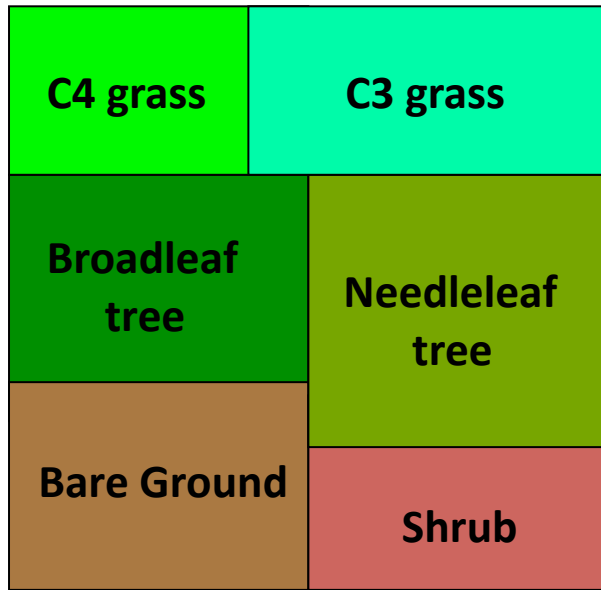 C4 grass
C3 grass
Broadleaf
tree
Needleleaf
tree
Bare Ground
Shrub